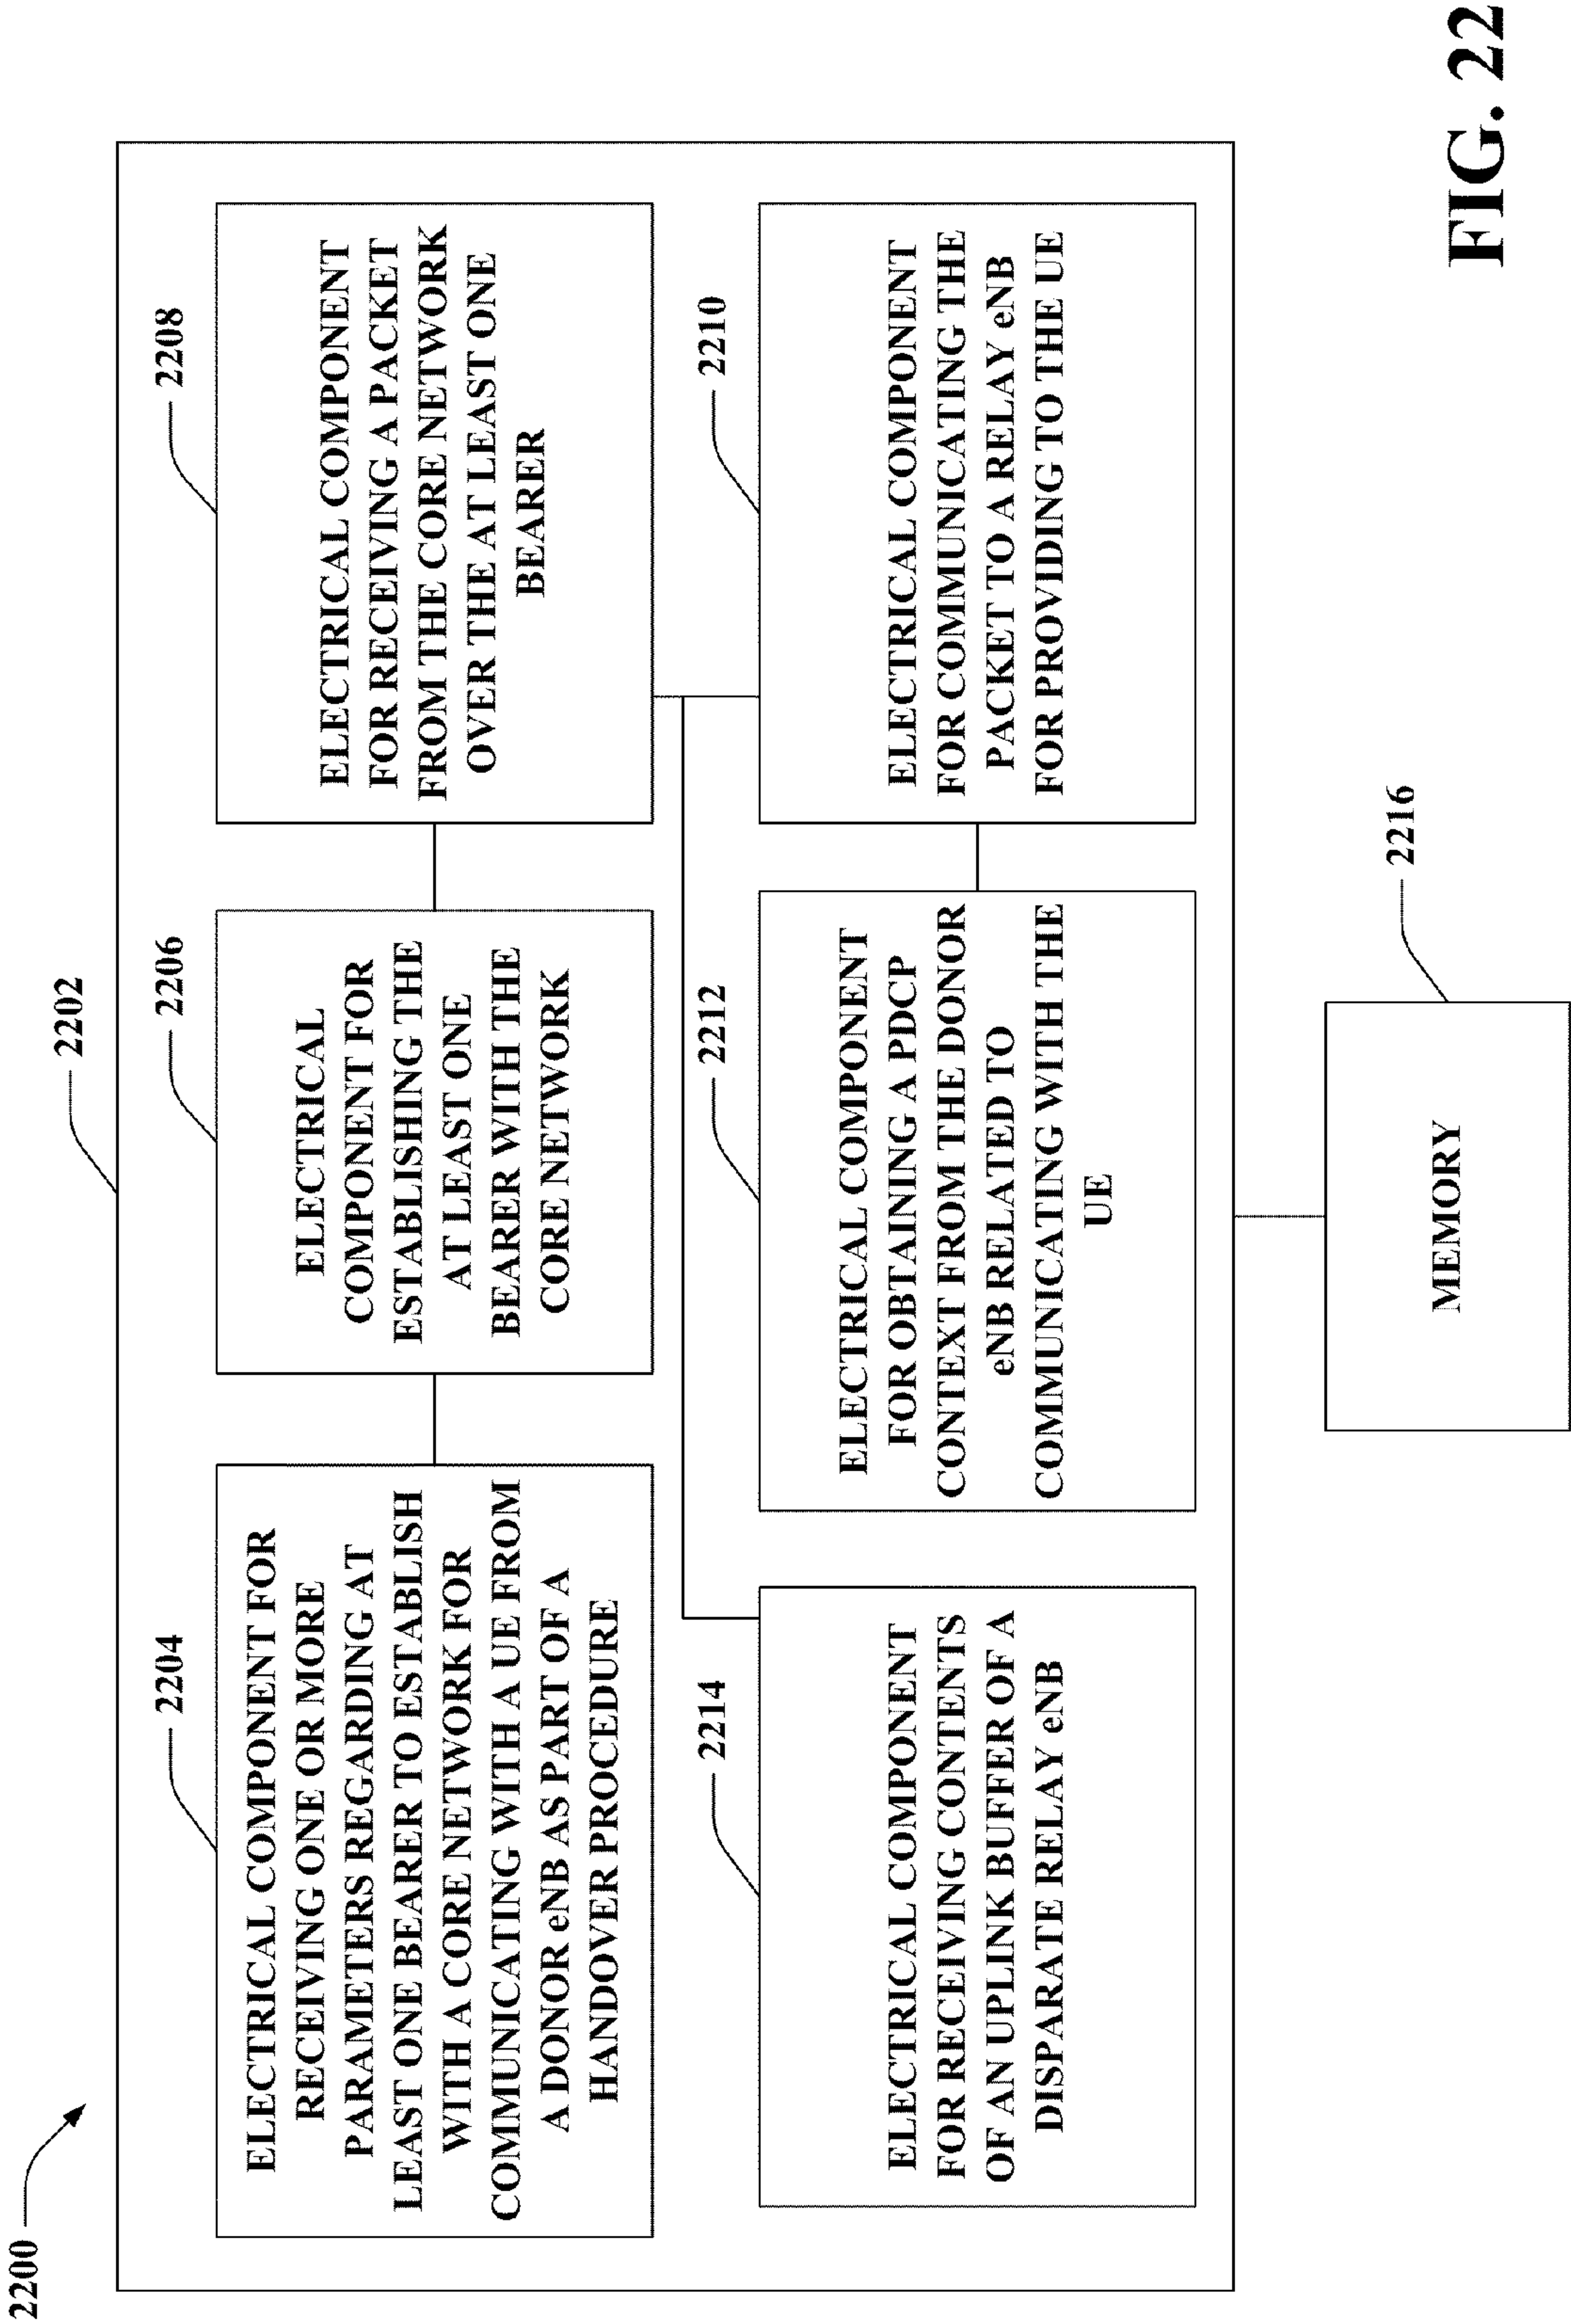 2200
2202
2204
ELECTRICAL COMPONENT FOR
RECEIVING ONE OR MORE
PARAMETERS REGARDING AT
LEAST ONE BEARER TO ESTABLISH
WITH A CORE NETWORK FOR
COMMUNICATING WITH A UE FROM
A DONOR eNB AS PART OF A
HANDOVER PROCEDURE
2206
ELECTRICAL
COMPONENT FOR
ESTABLISHING THE
AT LEAST ONE
BEARER WITH THE
CORE NETWORK
2208
ELECTRICAL COMPONENT
FOR RECEIVING A PACKET
FROM THE CORE NETWORK
OVER THE AT LEAST ONE
BEARER
2214
ELECTRICAL COMPONENT
FOR RECEIVING CONTENTS
OF AN UPLINK BUFFER OF A
DISPARATE RELAY eNB
2212
ELECTRICAL COMPONENT
FOR OBTAINING A PDCP
CONTEXT FROM THE DONOR
eNB RELATED TO
COMMUNICATING WITH THE
UE
2210
ELECTRICAL COMPONENT
FOR COMMUNICATING THE
PACKET TO A RELAY eNB
FOR PROVIDING TO THE UE
2216
MEMORY
FIG. 22